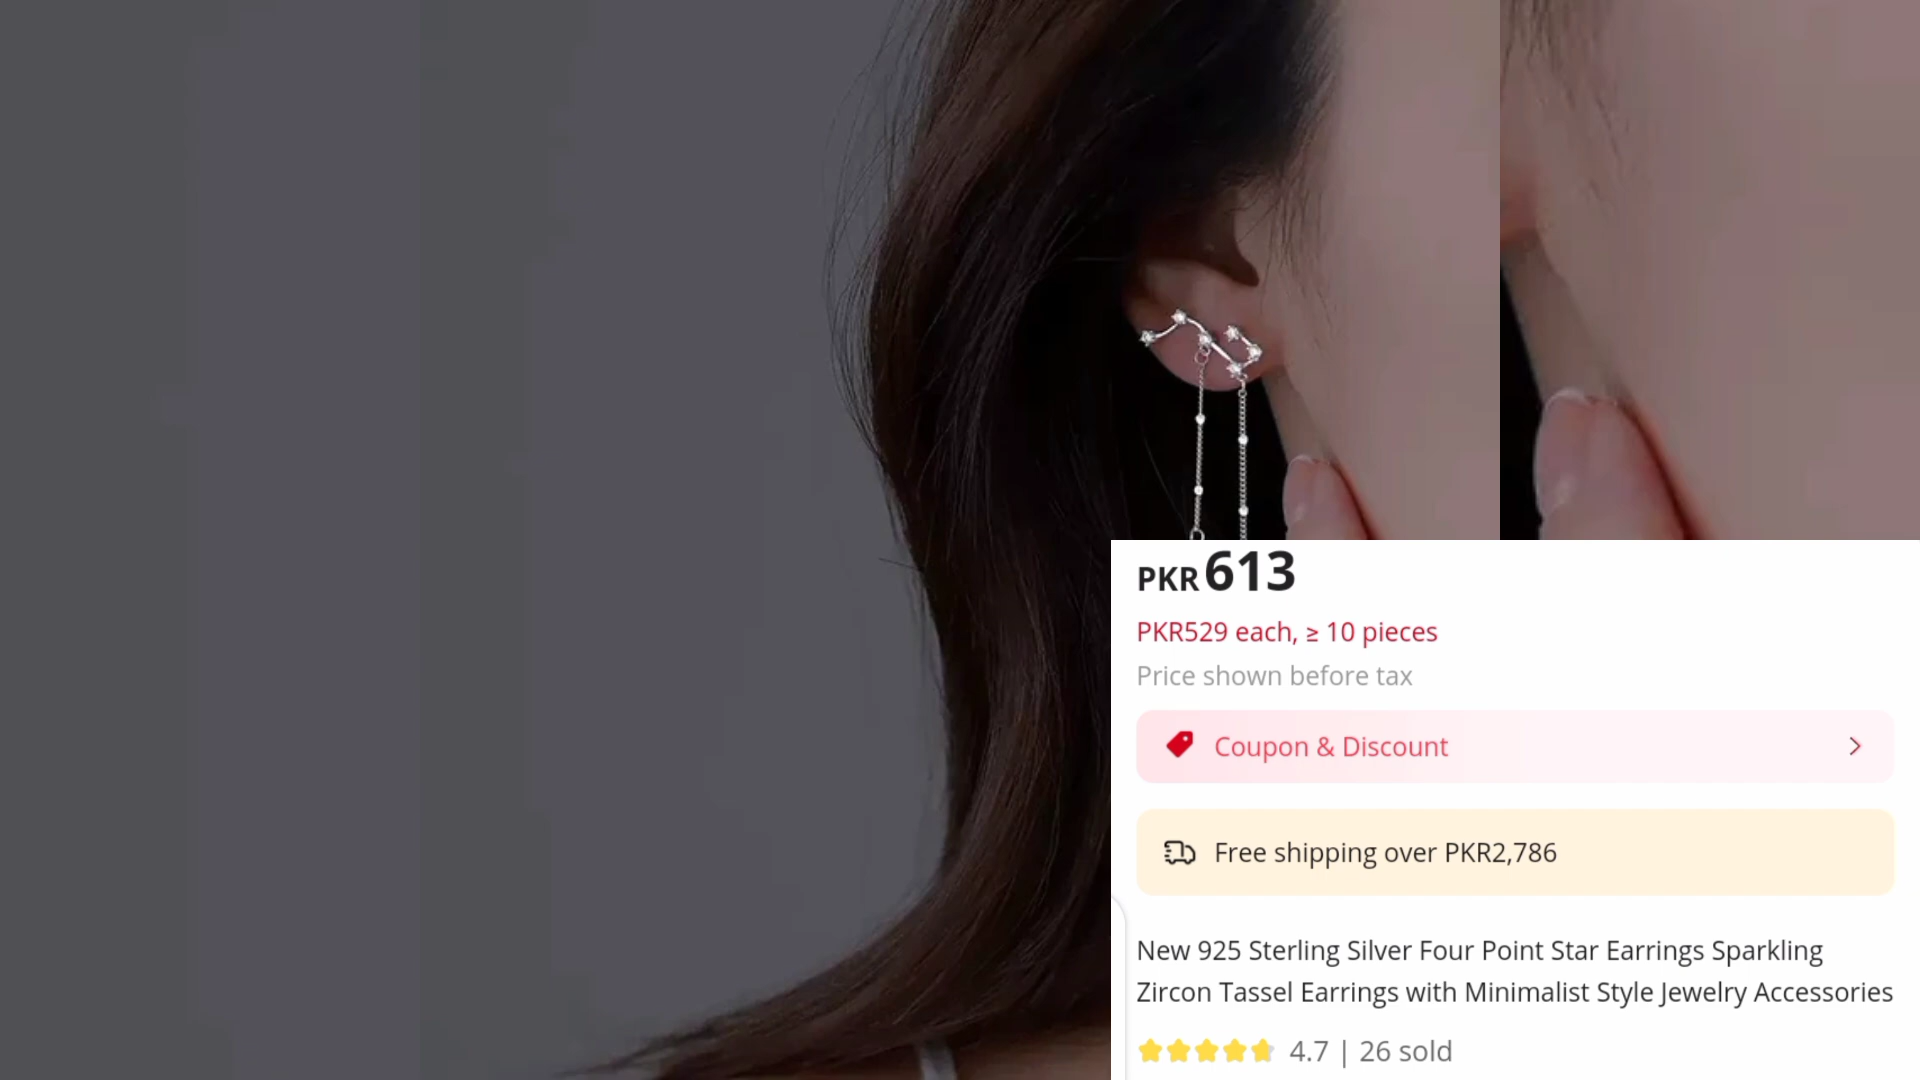 PKR613
PKR529 each, ≥ 10 pieces
Price shown before tax
Coupon & Discount
Free shipping over PKR2,786
New 925 Sterling Silver Four Point Star Earrings Sparkling
Zircon Tassel Earrings with Minimalist Style Jewelry Accessories
4.7 | 26 sold